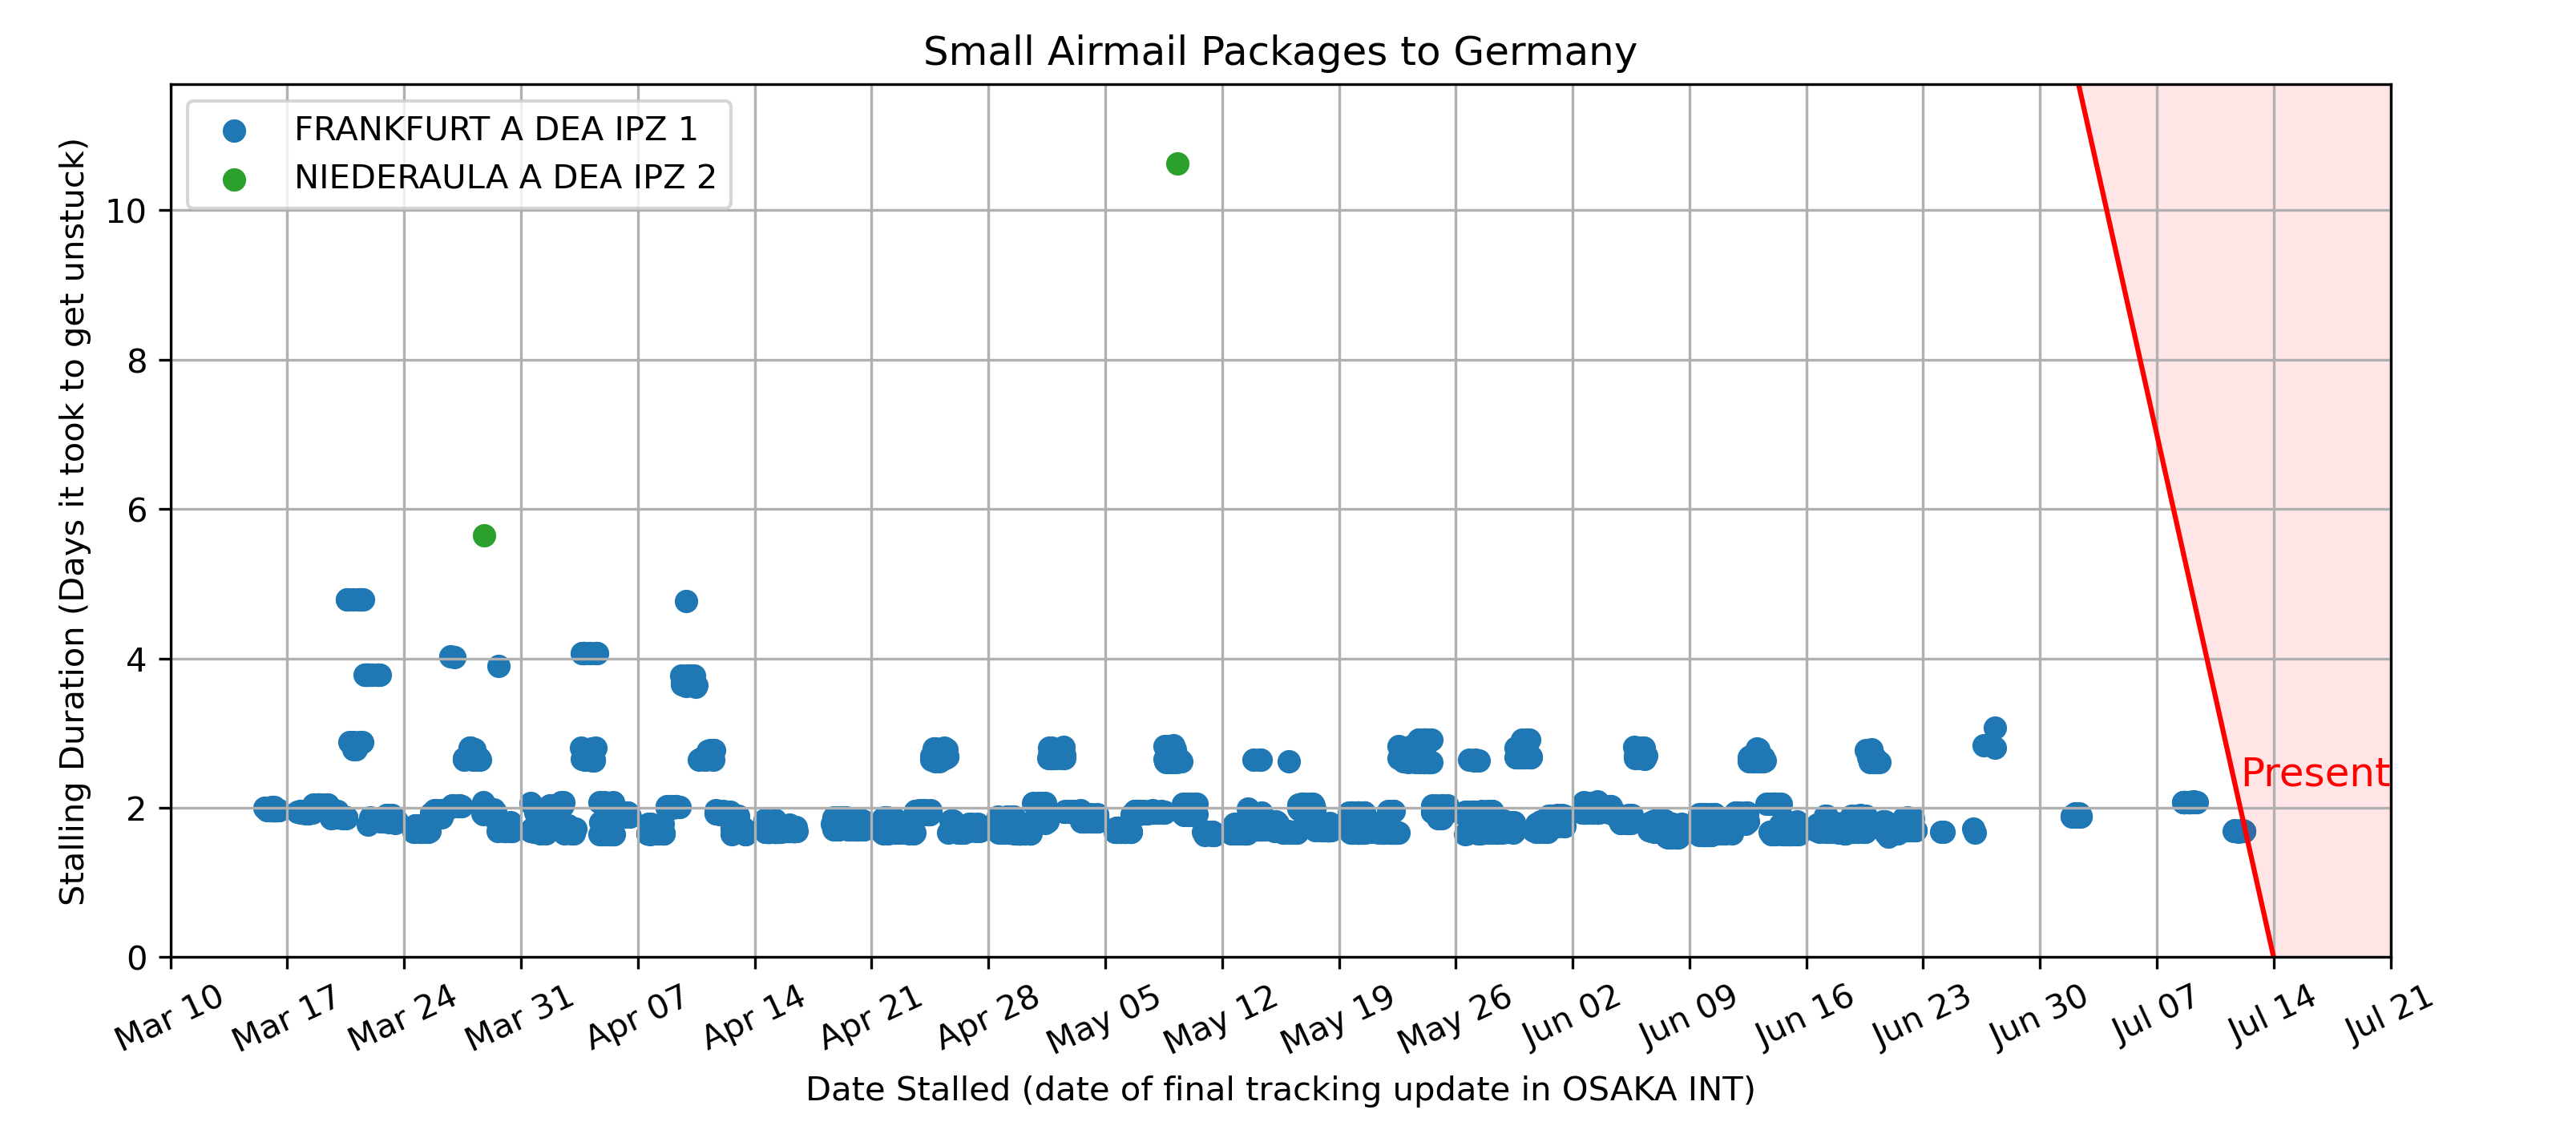 Small Airmail Packages to Germany
FRANKFURT A DEA IPZ 1
NIEDERAULA A DEA IPZ 2
Stalling Duration (Days it took to get unstuck)
10
8
6
4
2
0
Present
Mar 10
Mar 17
Mar 24
Mar 31
Apr 07
Apr 14
Apr 21
Apr 28
May 05
May 12
May 19
May 26
Jun 02
Jun 09
Jun 16
Jun 23
Jun 30
Jul 07
Jul 14
Jul 21
Date Stalled (date of final tracking update in OSAKA INT)